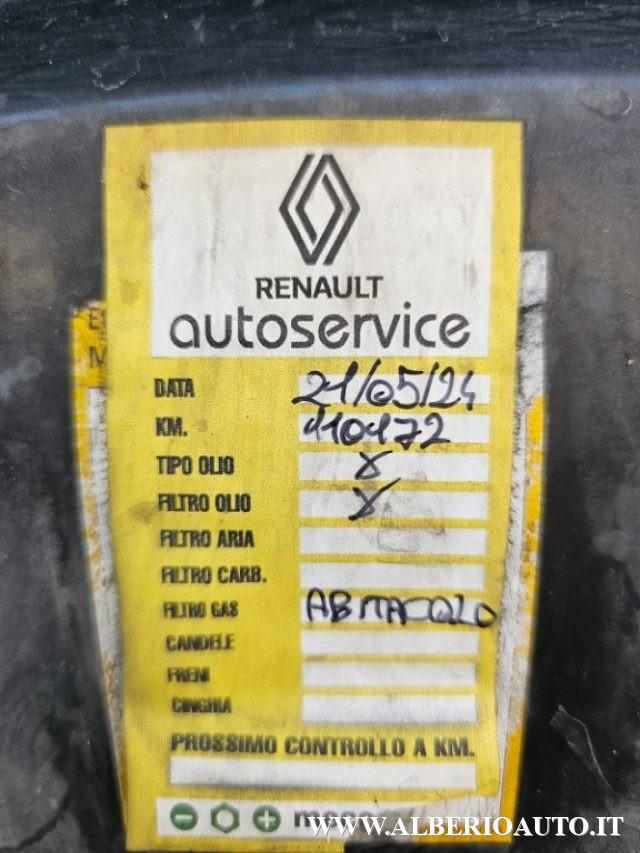 RENAULT
autoservice
DATA 21/05/24
KM. 110172
TIPO OLIO X
FILTRO OLIO X
FILTRO ARIA
FILTRO CARB.
FILTRO GAS ABITACOLO
CANDELE
FRENI
CINGHIA
PROSSIMO CONTROLLO A KM.
WWW.ALBERIOAUTO.IT